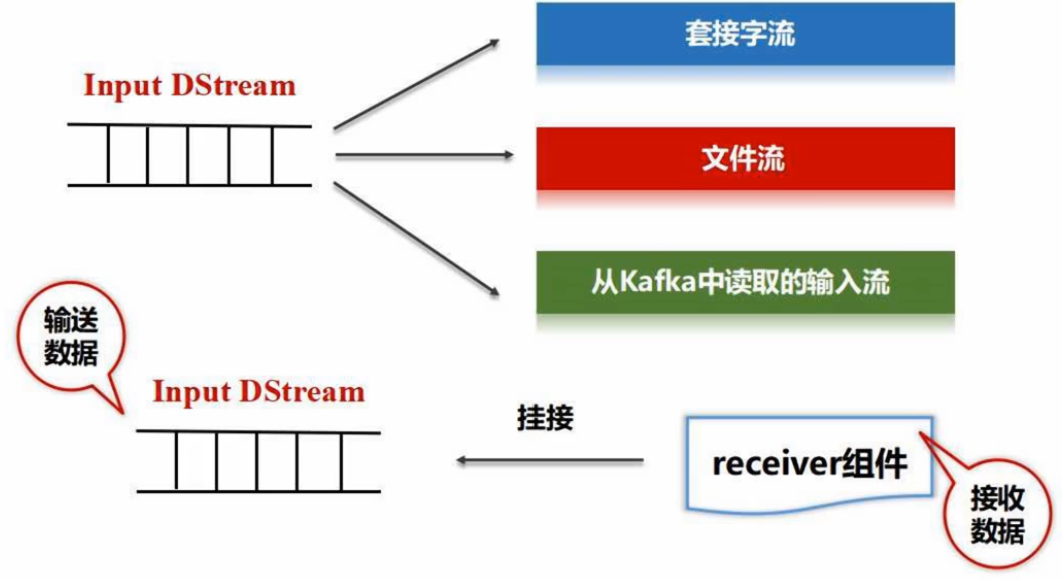 套接字流
Input DStream
文件流
从Kafka中读取的输入流
输送
数据
Input DStream
挂接
receiver组件
接收
数据